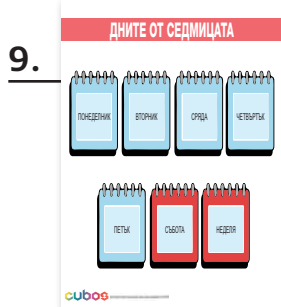 9.
ДНИТЕ ОТ СЕДМИЦАТА
ПОНЕДЕЛНИК ВТОРНИК СРЯДА ЧЕТВЪРТЪК
ПЕТЪК СЪБОТА НЕДЕЛЯ
cubos